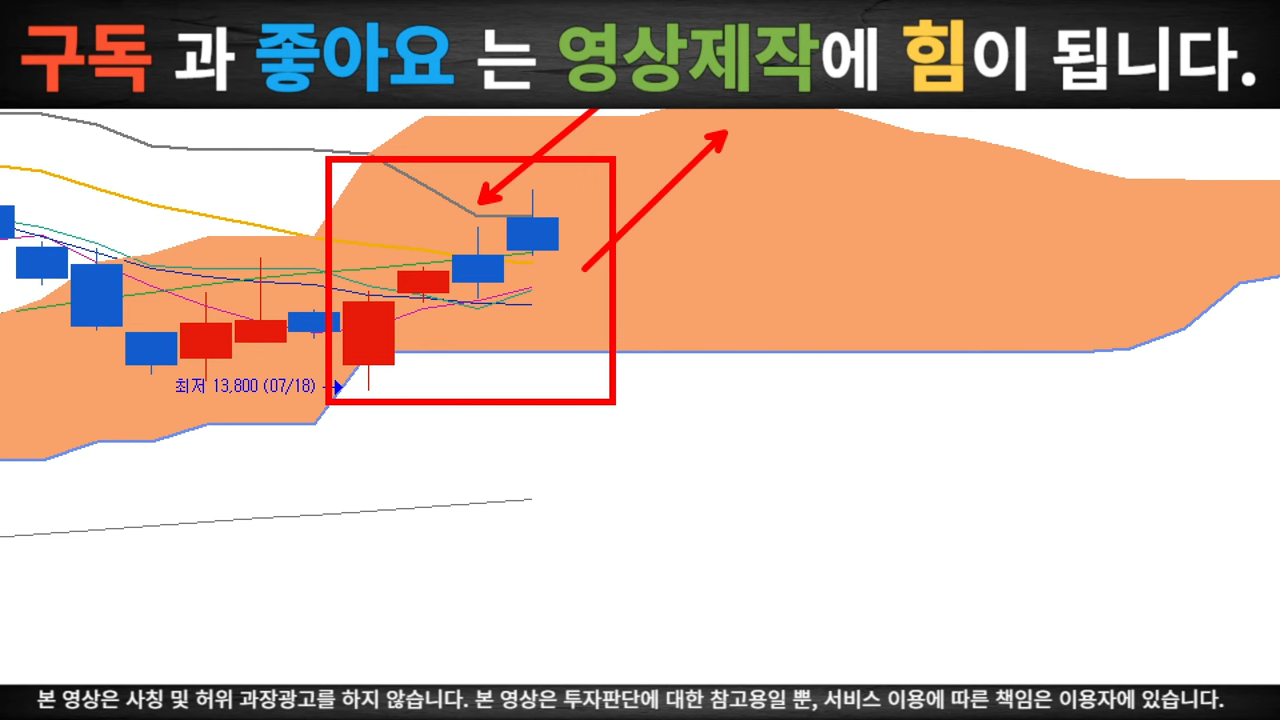 구독 과 좋아요 는 영상제작에 힘이 됩니다.
최저 13,800 (07/18)
본 영상은 사칭 및 허위 과장광고를 하지 않습니다. 본 영상은 투자판단에 대한 참고용일 뿐, 서비스 이용에 따른 책임은 이용자에 있습니다.